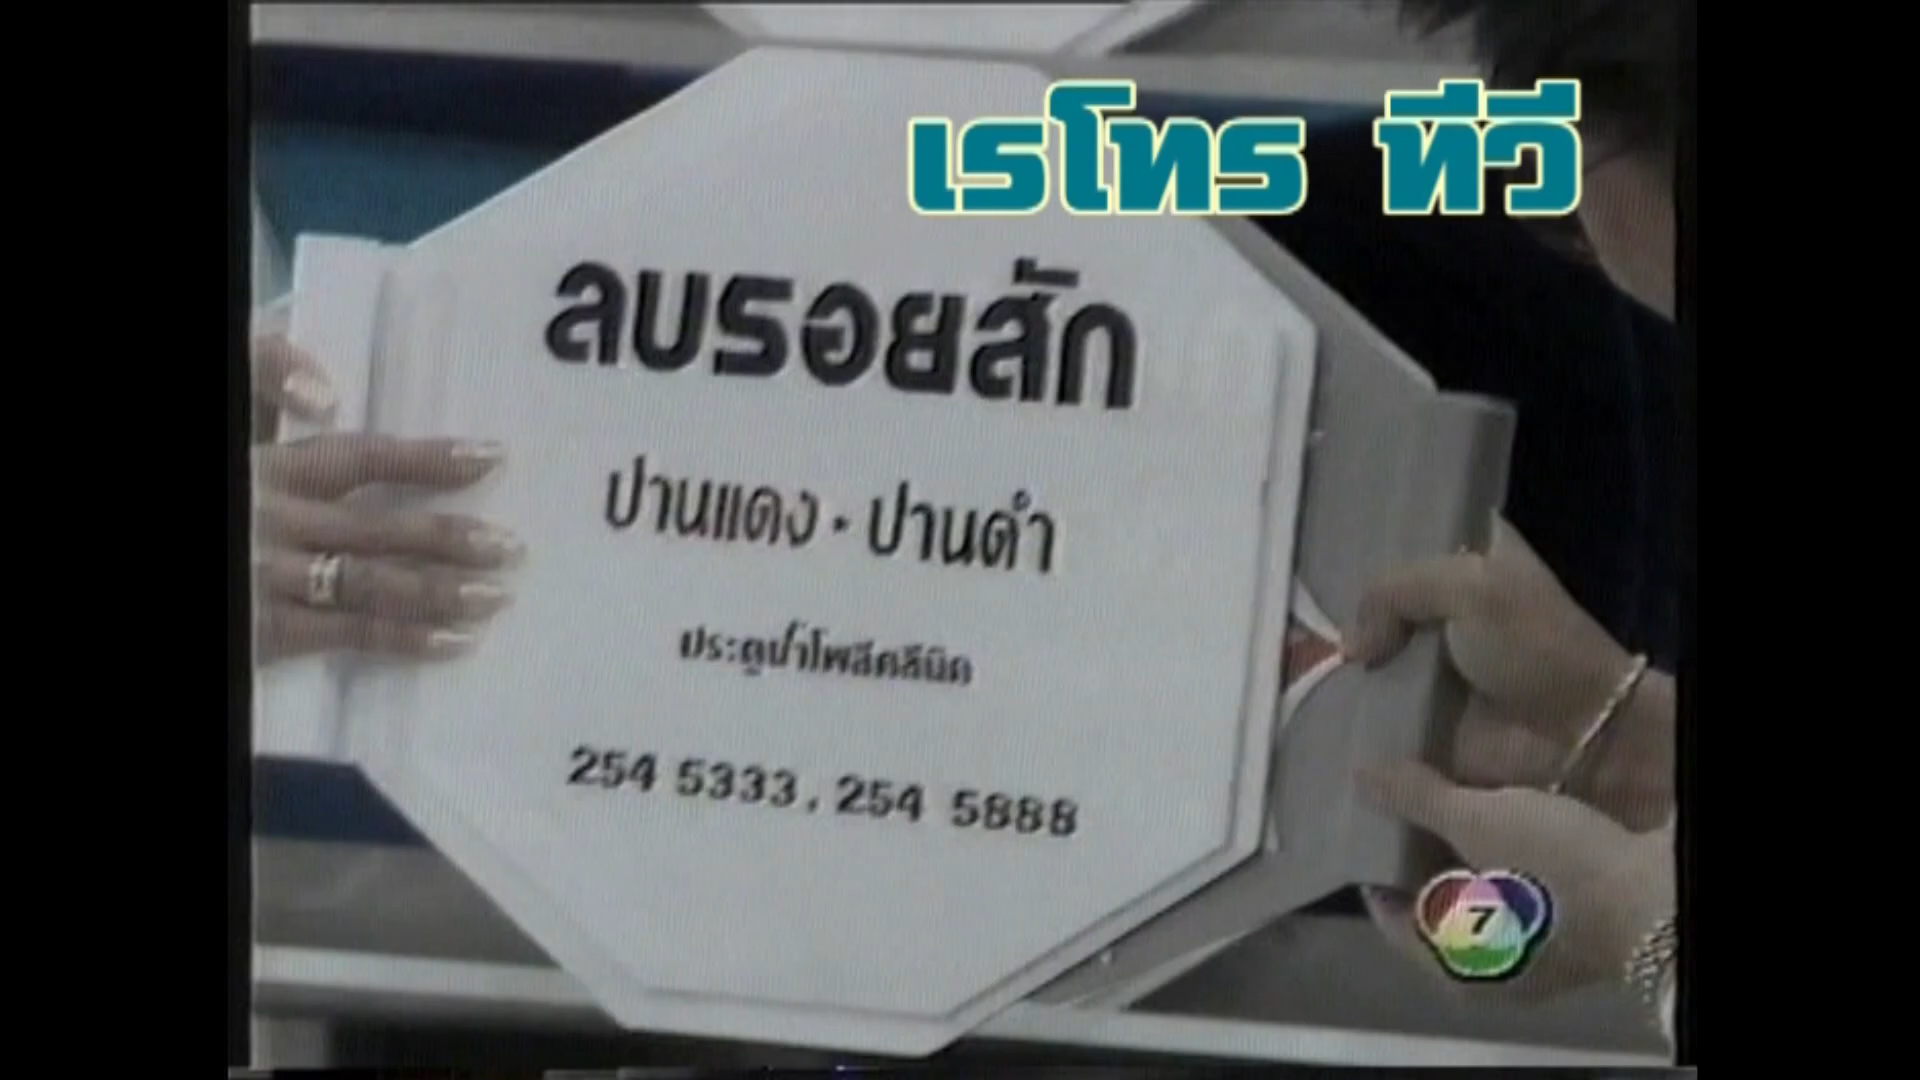 เรโทร ทีวี
ลบรอยสัก
ปานแดง • ปานดำ
ประตูน้ำโพลีคลีนิค
254 5333, 254 5888
7